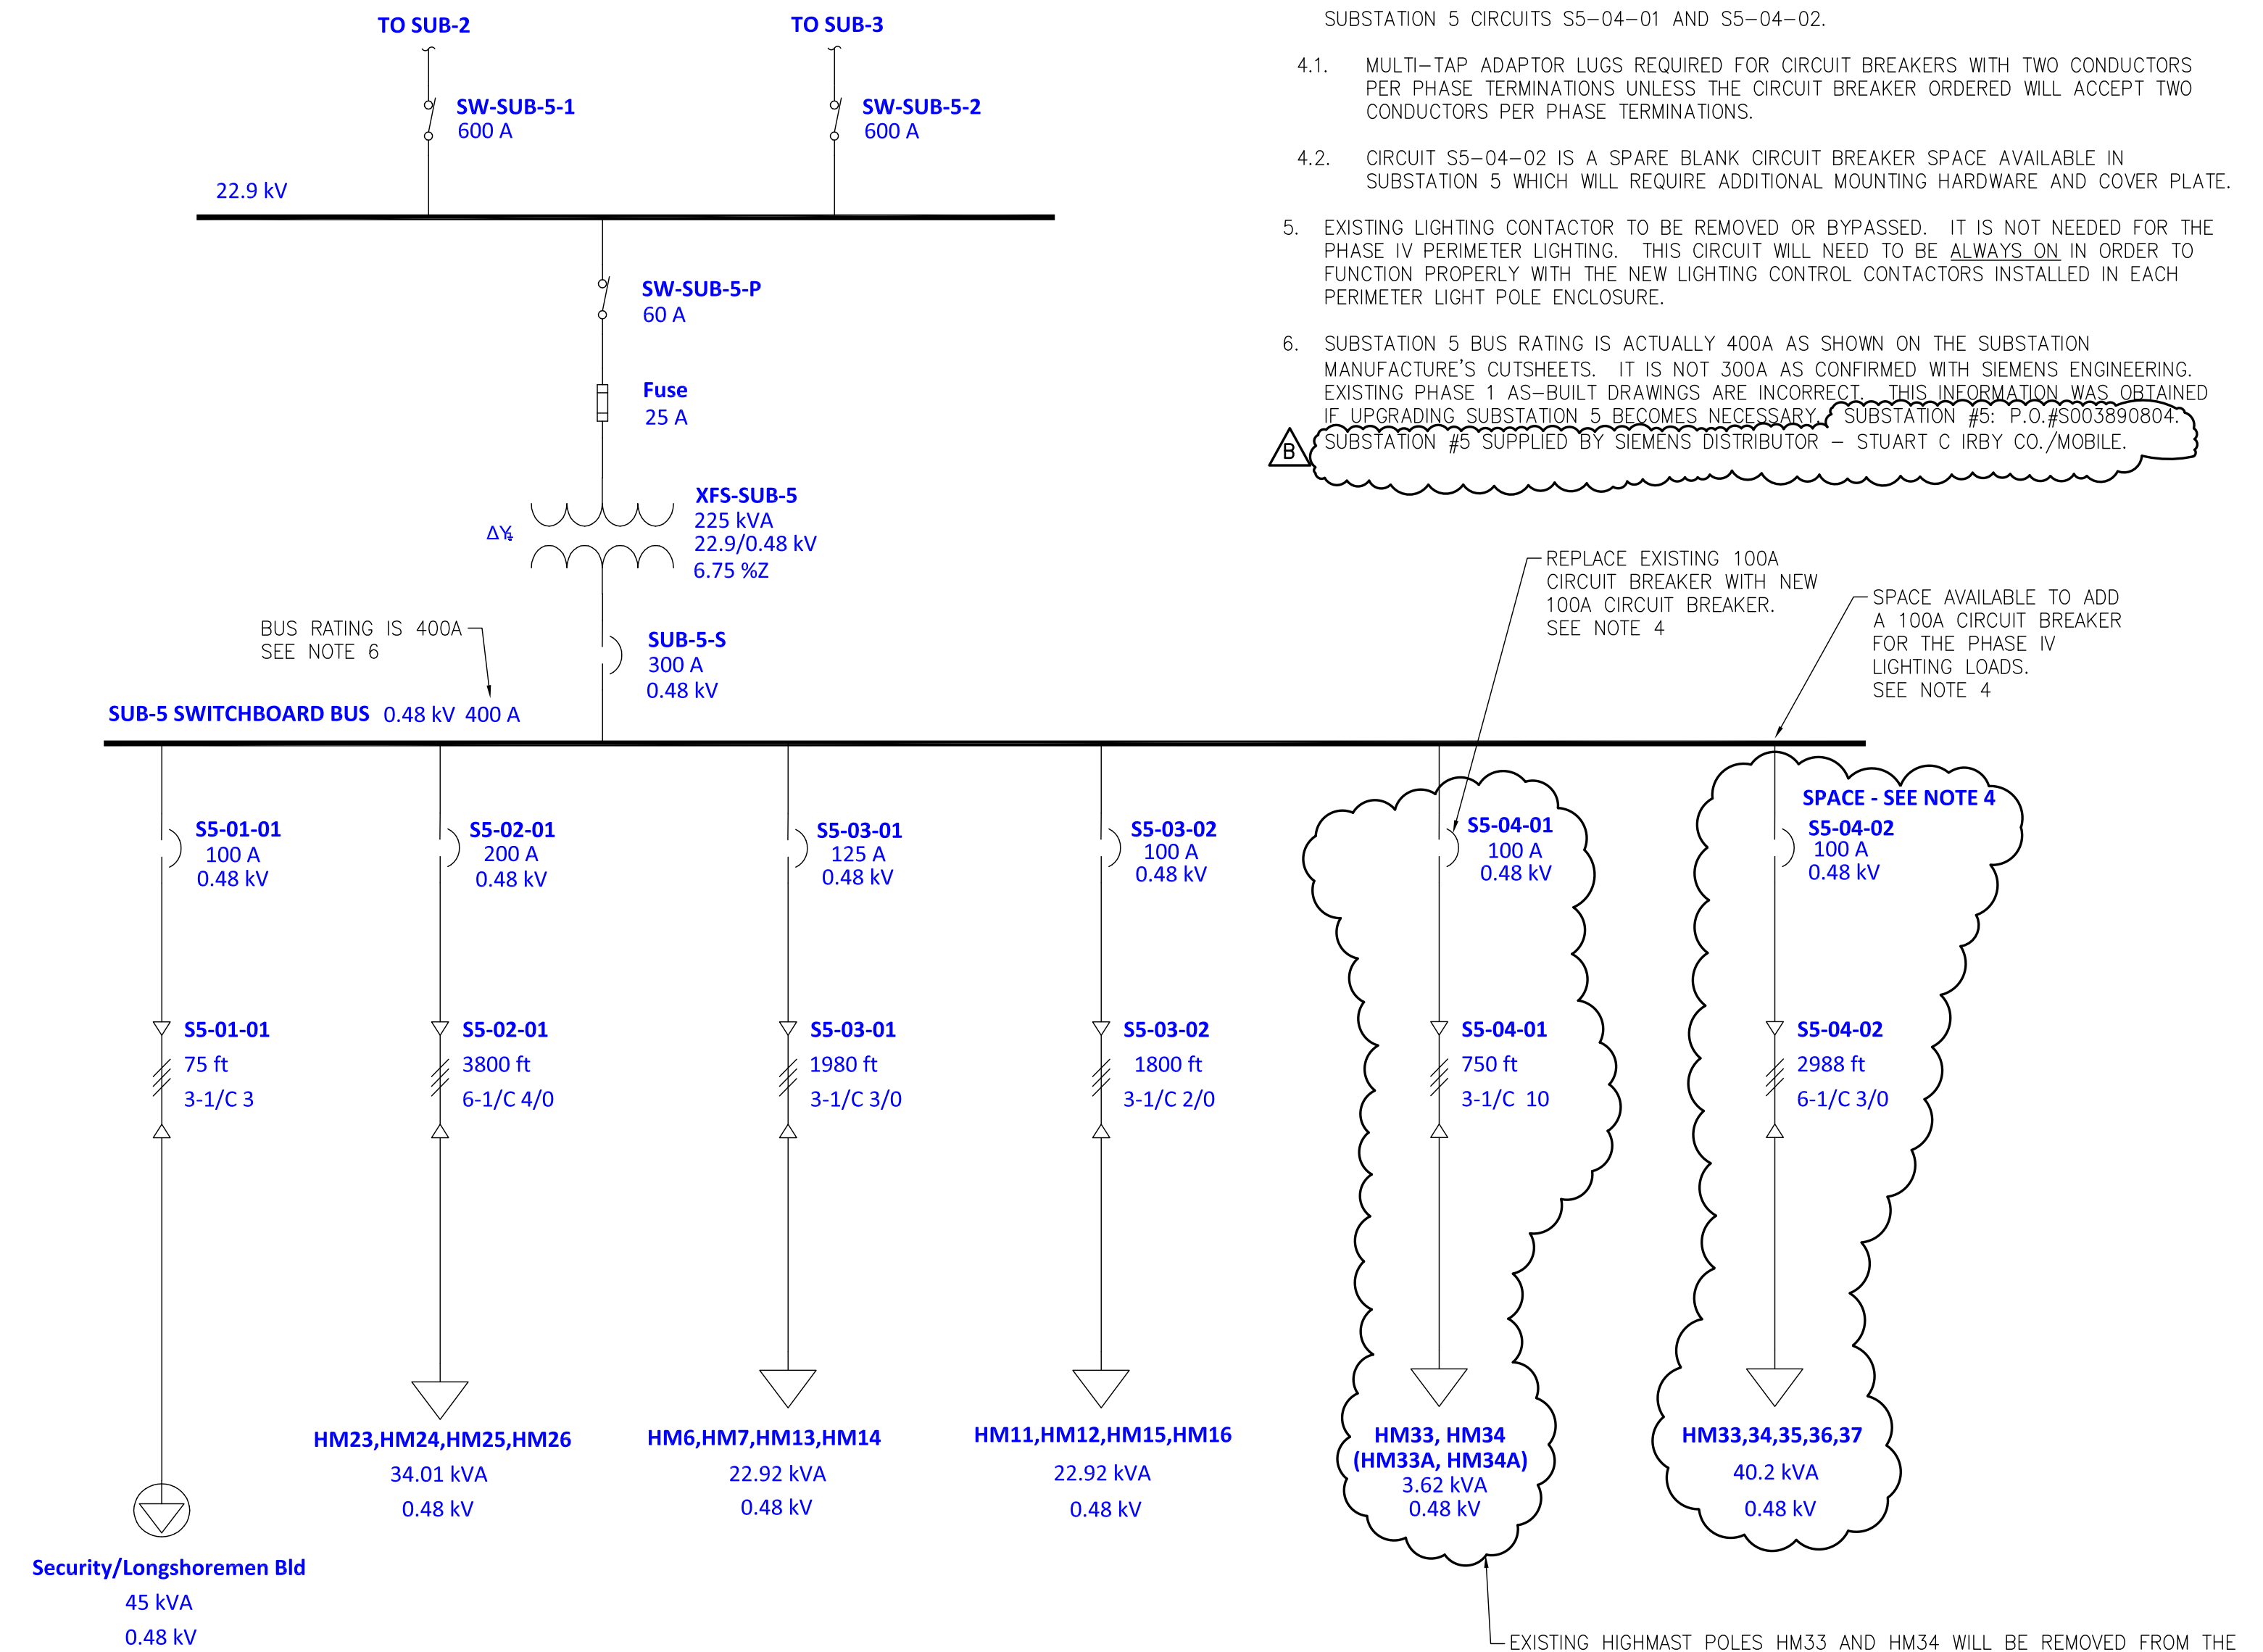 TO SUB-2
TO SUB-3
SW-SUB-5-1
600 A
SW-SUB-5-2
600 A
22.9 kV
SW-SUB-5-P
60 A
Fuse
25 A
XFS-SUB-5
225 kVA
22.9/0.48 kV
6.75 %Z
ΔY
BUS RATING IS 400A
SEE NOTE 6
SUB-5-S
300 A
0.48 kV
SUB-5 SWITCHBOARD BUS 0.48 kV 400 A
SUBSTATION 5 CIRCUITS S5-04-01 AND S5-04-02.
4.1. MULTI-TAP ADAPTOR LUGS REQUIRED FOR CIRCUIT BREAKERS WITH TWO CONDUCTORS
PER PHASE TERMINATIONS UNLESS THE CIRCUIT BREAKER ORDERED WILL ACCEPT TWO
CONDUCTORS PER PHASE TERMINATIONS.
4.2. CIRCUIT S5-04-02 IS A SPARE BLANK CIRCUIT BREAKER SPACE AVAILABLE IN
SUBSTATION 5 WHICH WILL REQUIRE ADDITIONAL MOUNTING HARDWARE AND COVER PLATE.
5. EXISTING LIGHTING CONTACTOR TO BE REMOVED OR BYPASSED. IT IS NOT NEEDED FOR THE
PHASE IV PERIMETER LIGHTING. THIS CIRCUIT WILL NEED TO BE ALWAYS ON IN ORDER TO
FUNCTION PROPERLY WITH THE NEW LIGHTING CONTROL CONTACTORS INSTALLED IN EACH
PERIMETER LIGHT POLE ENCLOSURE.
6. SUBSTATION 5 BUS RATING IS ACTUALLY 400A AS SHOWN ON THE SUBSTATION
MANUFACTURE'S CUTSHEETS. IT IS NOT 300A AS CONFIRMED WITH SIEMENS ENGINEERING.
EXISTING PHASE 1 AS-BUILT DRAWINGS ARE INCORRECT. THIS INFORMATION WAS OBTAINED
IF UPGRADING SUBSTATION 5 BECOMES NECESSARY. SUBSTATION #5: P.O.#S003890804.
SUBSTATION #5 SUPPLIED BY SIEMENS DISTRIBUTOR - STUART C IRBY CO./MOBILE.
B
REPLACE EXISTING 100A
CIRCUIT BREAKER WITH NEW
100A CIRCUIT BREAKER.
SEE NOTE 4
SPACE AVAILABLE TO ADD
A 100A CIRCUIT BREAKER
FOR THE PHASE IV
LIGHTING LOADS.
SEE NOTE 4
S5-01-01
100 A
0.48 kV
S5-02-01
200 A
0.48 kV
S5-03-01
125 A
0.48 kV
S5-03-02
100 A
0.48 kV
S5-04-01
100 A
0.48 kV
SPACE - SEE NOTE 4
S5-04-02
100 A
0.48 kV
S5-01-01
75 ft
3-1/C 3
S5-02-01
3800 ft
6-1/C 4/0
S5-03-01
1980 ft
3-1/C 3/0
S5-03-02
1800 ft
3-1/C 2/0
S5-04-01
750 ft
3-1/C 10
S5-04-02
2988 ft
6-1/C 3/0
Security/Longshoremen Bld
45 kVA
0.48 kV
HM23,HM24,HM25,HM26
34.01 kVA
0.48 kV
HM6,HM7,HM13,HM14
22.92 kVA
0.48 kV
HM11,HM12,HM15,HM16
22.92 kVA
0.48 kV
HM33, HM34
(HM33A, HM34A)
3.62 kVA
0.48 kV
HM33,34,35,36,37
40.2 kVA
0.48 kV
EXISTING HIGHMAST POLES HM33 AND HM34 WILL BE REMOVED FROM THE